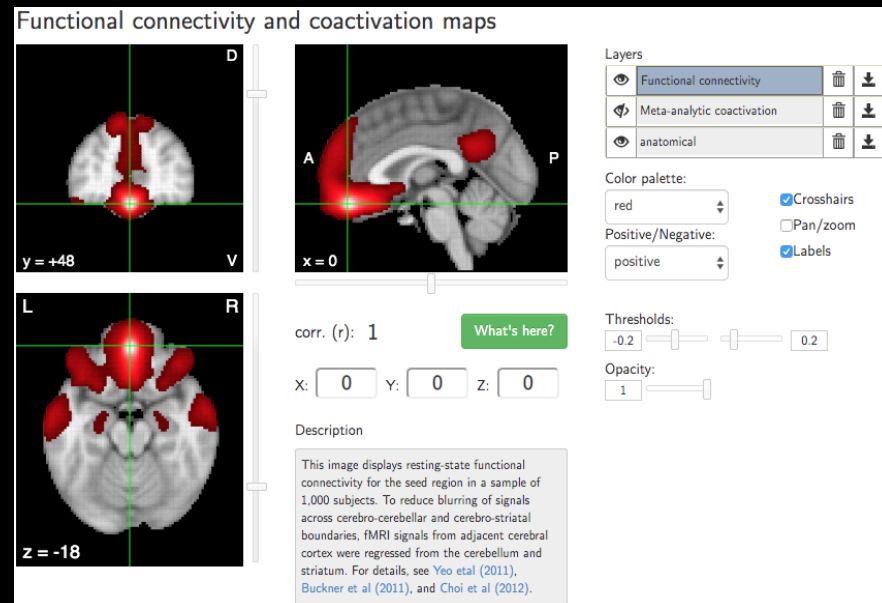 Functional connectivity and coactivation maps
D
y = +48
V
A
P
x = 0
L
R
z = -18
corr. (r): 1
What's here?
X: 0 Y: 0 Z: 0
Description
This image displays resting-state functional
connectivity for the seed region in a sample of
1,000 subjects. To reduce blurring of signals
across cerebro-cerebellar and cerebro-striatal
boundaries, fMRI signals from adjacent cerebral
cortex were regressed from the cerebellum and
striatum. For details, see Yeo etal (2011),
Buckner et al (2011), and Choi et al (2012).
Layers
Functional connectivity
Meta-analytic coactivation
anatomical
Color palette:
red
Positive/Negative:
positive
Crosshairs
Pan/zoom
Labels
Thresholds:
-0.2 0.2
Opacity:
1